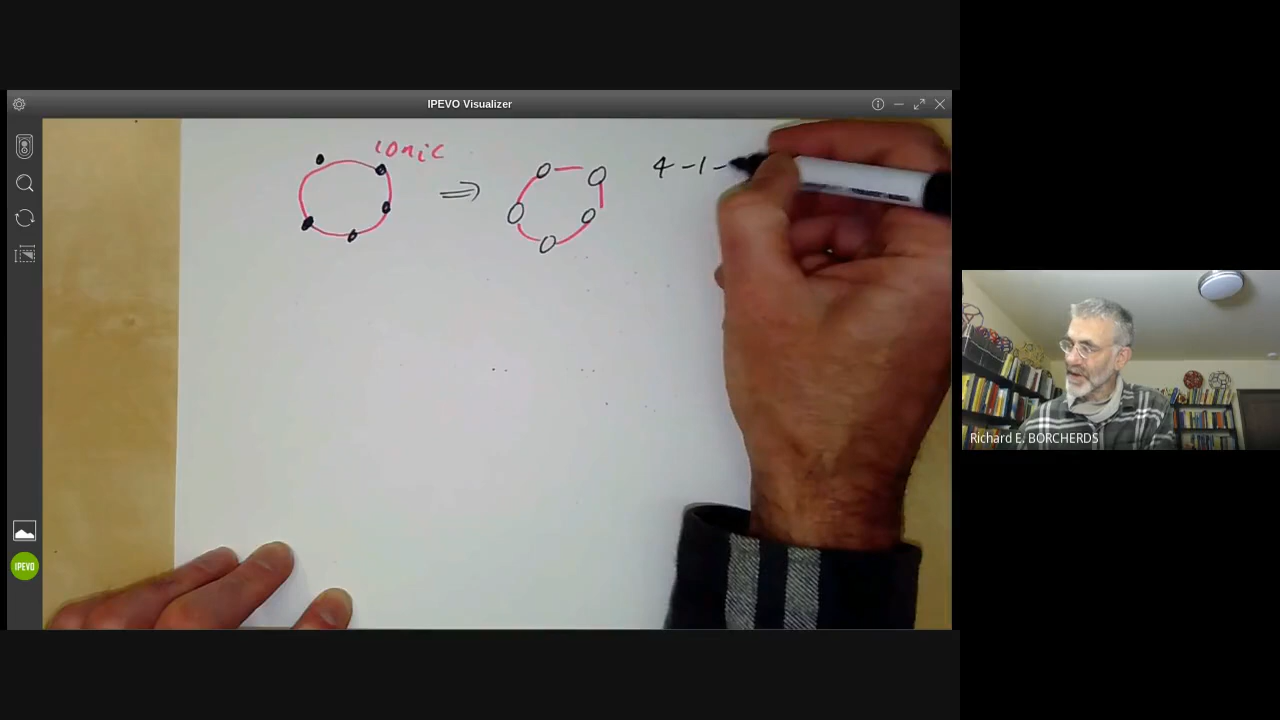 IPEVO Visualizer
conic
⇒
4 - 1 -
IPEVO
Richard E. BORCHERDS